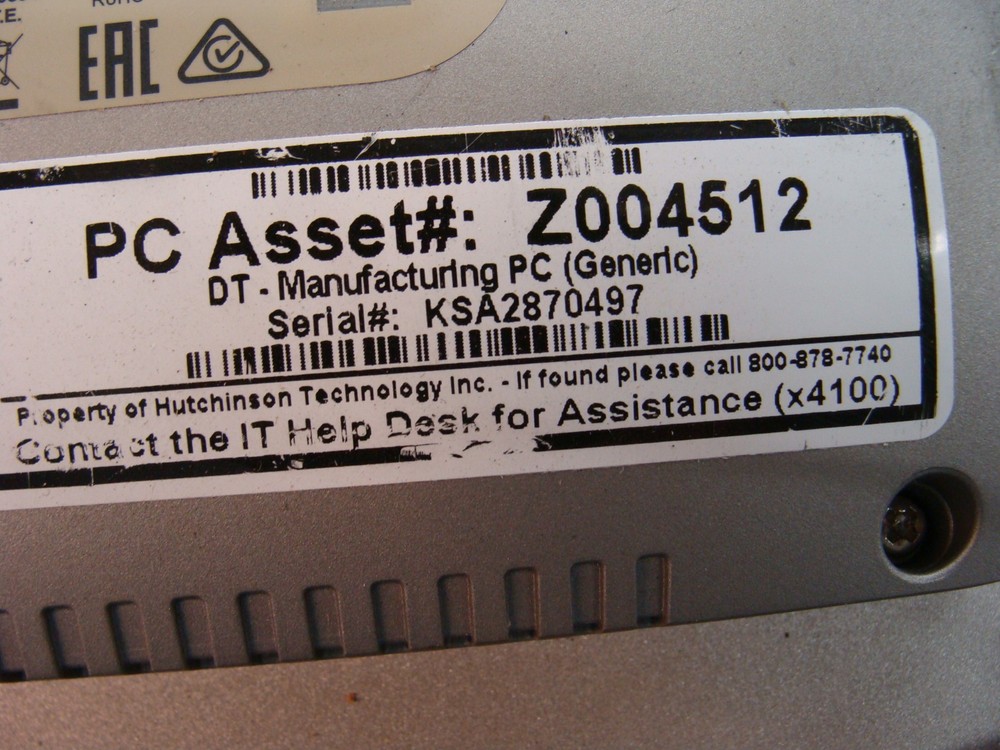 RoHS
.E.
EAC
PC Asset#: Z004512
DT - Manufacturing PC (Generic)
Serial#: KSA2870497
Property of Hutchinson Technology Inc. - If found please call 800-878-7740
Contact the IT Help Desk for Assistance (x4100)